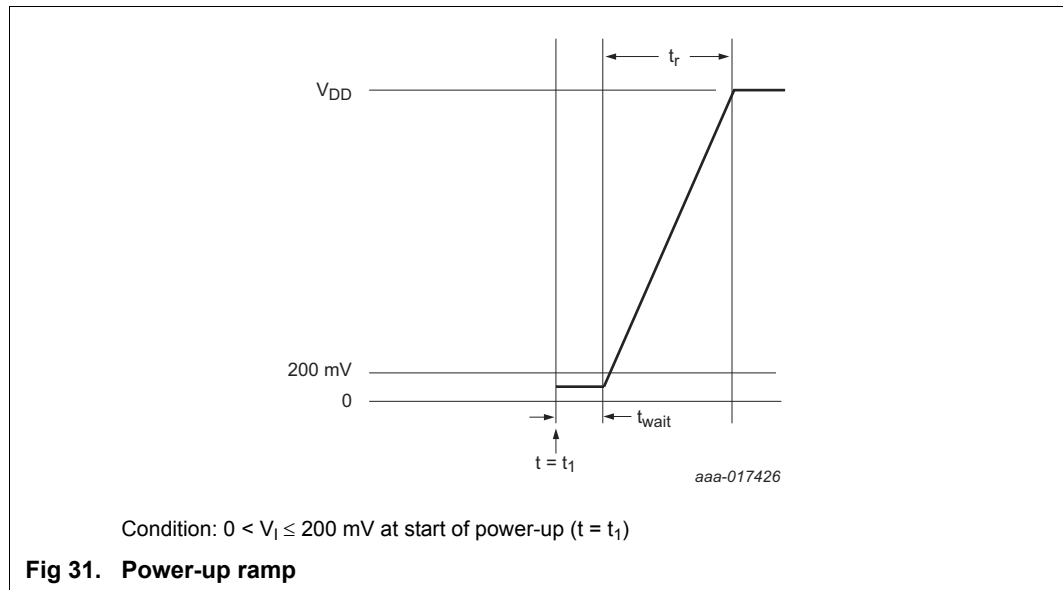 tr
VDD
200 mV
0
twait
t = t1
aaa-017426
Condition: 0 < VI ≤ 200 mV at start of power-up (t = t1)
Fig 31. Power-up ramp